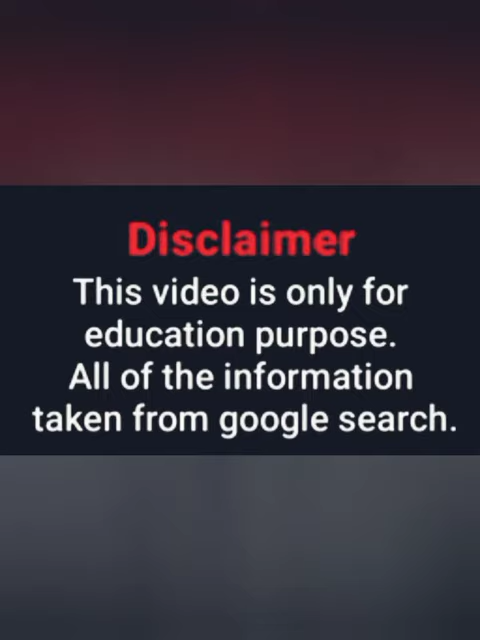 Disclaimer
This video is only for
education purpose.
All of the information
taken from google search.